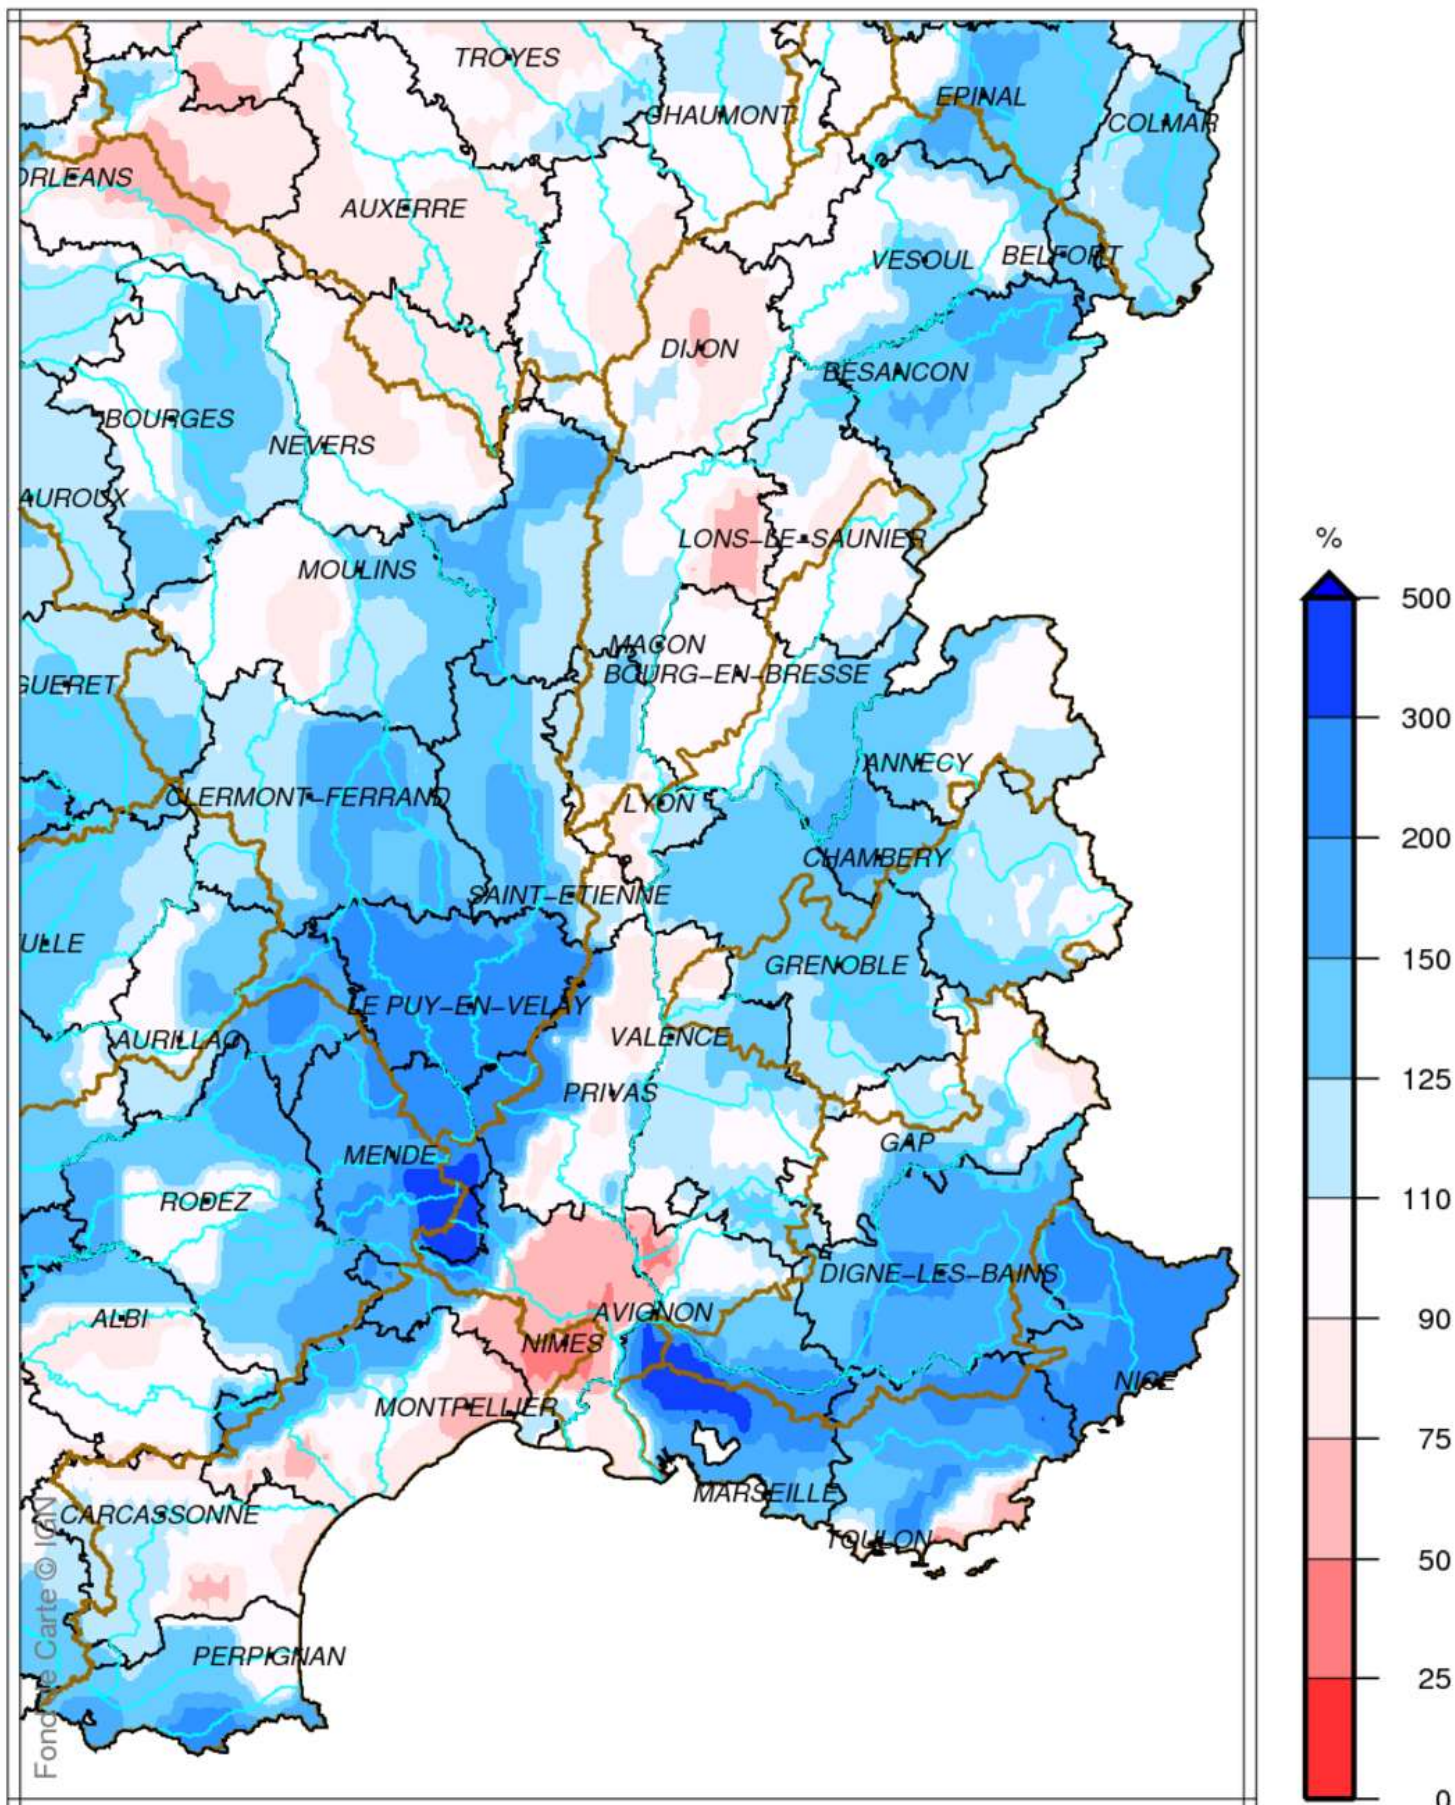 TROYES
CHAUMONT
EPINAL
COLMAR
ORLEANS
AUXERRE
VESOUL
BELFORT
DIJON
BESANCON
BOURGES
NEVERS
AUROUX
LONS-LE-SAUNIER
MOULINS
MACON
BOURG-EN-BRESSE
GUERET
ANNECY
CLERMONT-FERRAND
LYON
CHAMBERY
SAINT-ETIENNE
ULLE
GRENOBLE
LE PUY-EN-VELAY
AURILLAC
VALENCE
PRIVAS
MENDE
GAP
RODEZ
DIGNE-LES-BAINS
ALBI
AVIGNON
NIMES
NICE
MONTPELLIER
MARSEILLE
CARCASSONNE
TOULON
PERPIGNAN
Fond de Carte © IGN
%
500
300
200
150
125
110
90
75
50
25
0